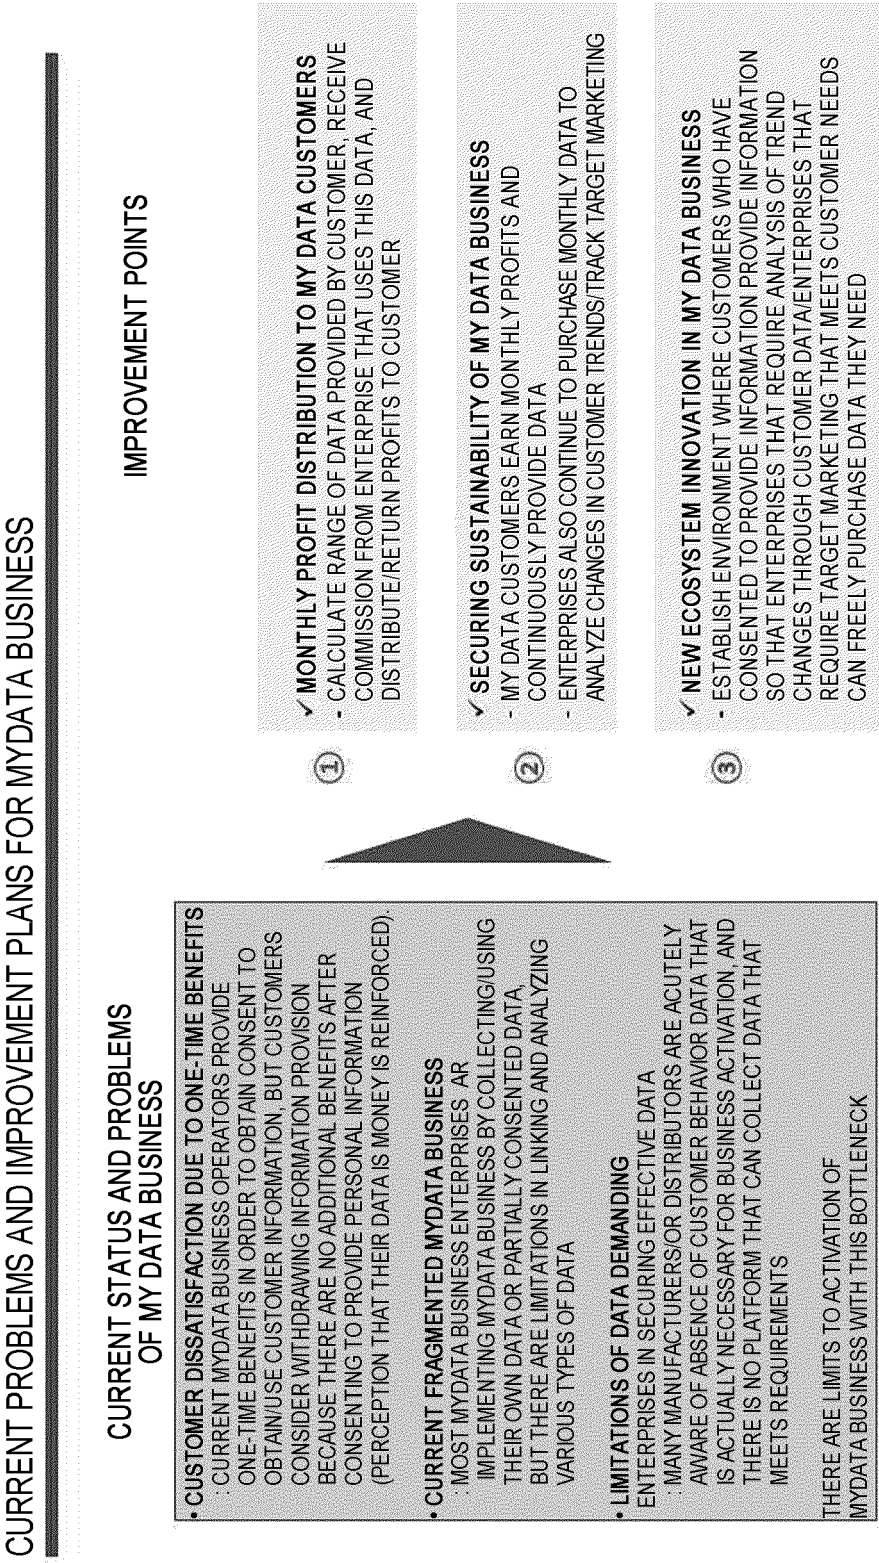 CURRENT PROBLEMS AND IMPROVEMENT PLANS FOR MYDATA BUSINESS
CURRENT STATUS AND PROBLEMS
OF MY DATA BUSINESS
• CUSTOMER DISSATISFACTION DUE TO ONE-TIME BENEFITS
: CURRENT MYDATA BUSINESS OPERATORS PROVIDE
ONE-TIME BENEFITS IN ORDER TO OBTAIN CONSENT TO
OBTAIN/USE CUSTOMER INFORMATION, BUT CUSTOMERS
CONSIDER WITHDRAWING INFORMATION PROVISION
BECAUSE THERE ARE NO ADDITIONAL BENEFITS AFTER
CONSENTING TO PROVIDE PERSONAL INFORMATION
(PERCEPTION THAT THEIR DATA IS MONEY IS REINFORCED).
• CURRENT FRAGMENTED MYDATA BUSINESS
: MOST MYDATA BUSINESS ENTERPRISES AR
IMPLEMENTING MYDATA BUSINESS BY COLLECTING/USING
THER OWN DATA OR PARTIALLY CONSENTED DATA,
BUT THERE ARE LIMITATIONS IN LINKING AND ANALYZING
VARIOUS TYPES OF DATA
• LIMITATIONS OF DATA DEMANDING
ENTERPRISES IN SECURING EFFECTIVE DATA
: MANY MANUFACTURERS/OR DISTRIBUTORS ARE ACUTELY
AWARE OF ABSENCE OF CUSTOMER BEHAVIOR DATA THAT
IS ACTUALLY NECESSARY FOR BUSINESS ACTIVATION, AND
THERE IS NO PLATFORM THAT CAN COLLECT DATA THAT
MEETS REQUIREMENTS
THERE ARE LIMITS TO ACTIVATION OF
MYDATA BUSINESS WITH THIS BOTTLENECK
IMPROVEMENT POINTS
①
✓ MONTHLY PROFIT DISTRIBUTION TO MY DATA CUSTOMERS
- CALCULATE RANGE OF DATA PROVIDED BY CUSTOMER, RECEIVE
COMMISSION FROM ENTERPRISE THAT USES THIS DATA, AND
DISTRIBUTE/RETURN PROFITS TO CUSTOMER
②
✓ SECURING SUSTAINABILITY OF MY DATA BUSINESS
- MY DATA CUSTOMERS EARN MONTHLY PROFITS AND
CONTINUOUSLY PROVIDE DATA
- ENTERPRISES ALSO CONTINUE TO PURCHASE MONTHLY DATA TO
ANALYZE CHANGES IN CUSTOMER TRENDS/TRACK TARGET MARKETING
③
✓ NEW ECOSYSTEM INNOVATION IN MY DATA BUSINESS
- ESTABLISH ENVIRONMENT WHERE CUSTOMERS WHO HAVE
CONSENTED TO PROVIDE INFORMATION PROVIDE INFORMATION
SO THAT ENTERPRISES THAT REQUIRE ANALYSIS OF TREND
CHANGES THROUGH CUSTOMER DATA/ENTERPRISES THAT
REQUIRE TARGET MARKETING THAT MEETS CUSTOMER NEEDS
CAN FREELY PURCHASE DATA THEY NEED